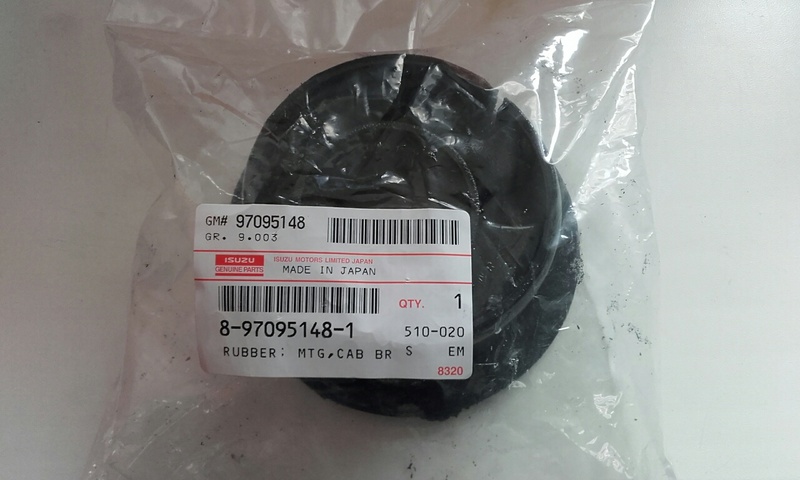 GM# 97095148
GR. 9.003
ISUZU
GENUINE PARTS
ISUZU MOTORS LIMITED JAPAN
MADE IN JAPAN
QTY. 1
8-97095148-1 510-020
RUBBER; MTG,CAB BR S EM
8320